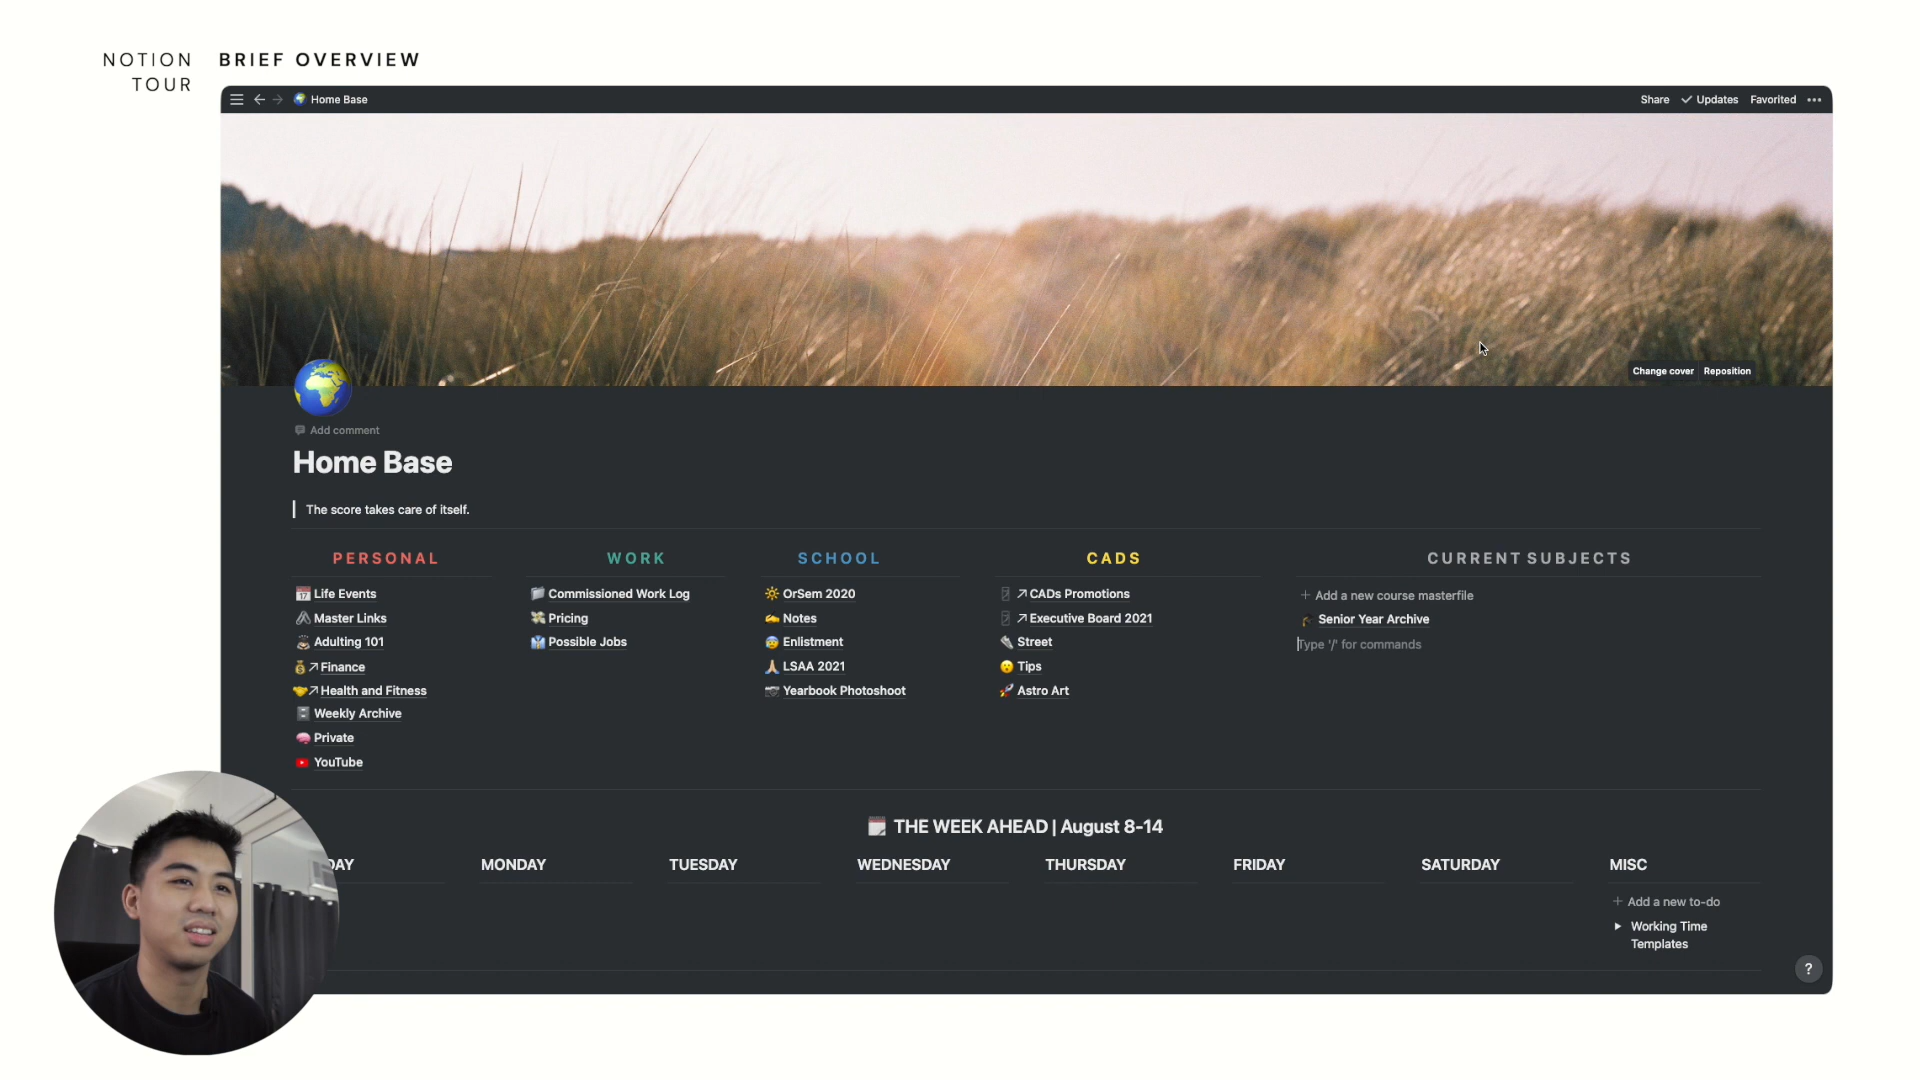 NOTION
TOUR
BRIEF OVERVIEW
Home Base
Share
Updates
Favorited
Change cover
Reposition
Add comment
Home Base
The score takes care of itself.
PERSONAL
Life Events
Master Links
Adulting 101
Finance
Health and Fitness
Weekly Archive
Private
YouTube
WORK
Commissioned Work Log
Pricing
Possible Jobs
SCHOOL
OrSem 2020
Notes
Enlistment
LSAA 2021
Yearbook Photoshoot
CADS
CADs Promotions
Executive Board 2021
Street
Tips
Astro Art
CURRENT SUBJECTS
Add a new course masterfile
Senior Year Archive
Type '/' for commands
THE WEEK AHEAD | August 8-14
DAY
MONDAY
TUESDAY
WEDNESDAY
THURSDAY
FRIDAY
SATURDAY
MISC
Add a new to-do
Working Time
Templates
?